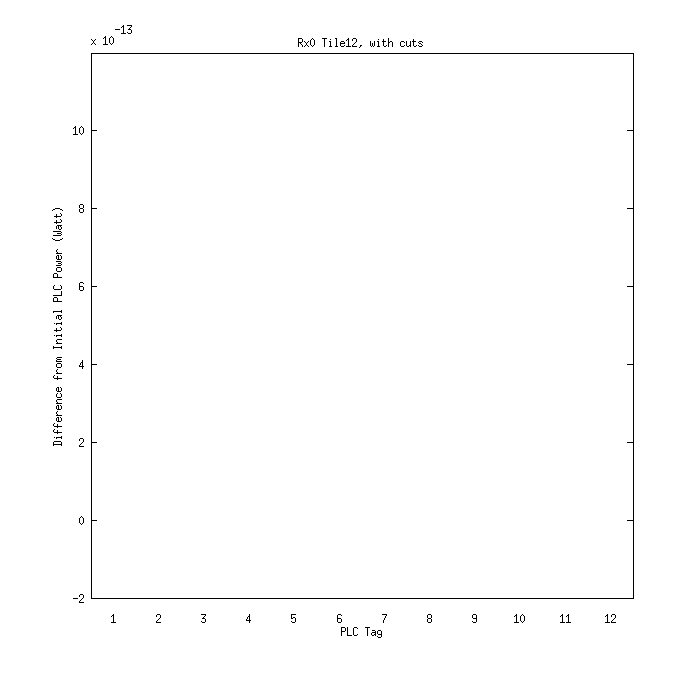 x 10^-13
Rx0 Tile12, with cuts
10
8
6
4
2
0
-2
Difference from Initial PLC Power (Watt)
1 2 3 4 5 6 7 8 9 10 11 12
PLC Tag